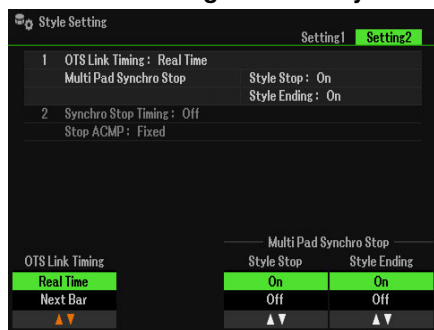 Style Setting
Setting1 Setting2
1 OTS Link Timing : Real Time
Multi Pad Synchro Stop Style Stop : On
Style Ending : On
2 Synchro Stop Timing : Off
Stop ACMP : Fixed
Multi Pad Synchro Stop
OTS Link Timing Style Stop Style Ending
Real Time On On
Next Bar Off Off